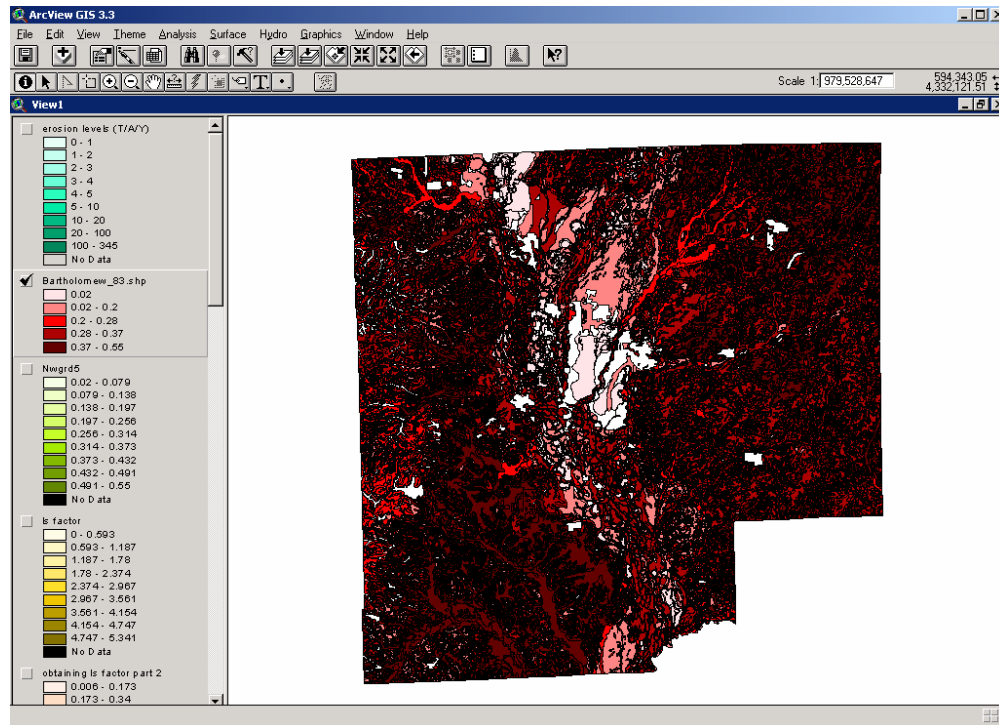 ArcView GIS 3.3
File Edit View Theme Analysis Surface Hydro Graphics Window Help
Scale 1: 979,528,647
594,343.05
4,332,121.51
View1
erosion levels (T/A/Y)
0 - 1
1 - 2
2 - 3
3 - 4
4 - 5
5 - 10
10 - 20
20 - 100
100 - 345
No Data
Bartholomew_83.shp
0.02
0.02 - 0.2
0.2 - 0.28
0.28 - 0.37
0.37 - 0.55
Nwgrd5
0.02 - 0.079
0.079 - 0.138
0.138 - 0.197
0.197 - 0.256
0.256 - 0.314
0.314 - 0.373
0.373 - 0.432
0.432 - 0.491
0.491 - 0.55
No Data
ls factor
0 - 0.593
0.593 - 1.187
1.187 - 1.78
1.78 - 2.374
2.374 - 2.967
2.967 - 3.561
3.561 - 4.154
4.154 - 4.747
4.747 - 5.341
No Data
obtaining ls factor part 2
0.006 - 0.173
0.173 - 0.34